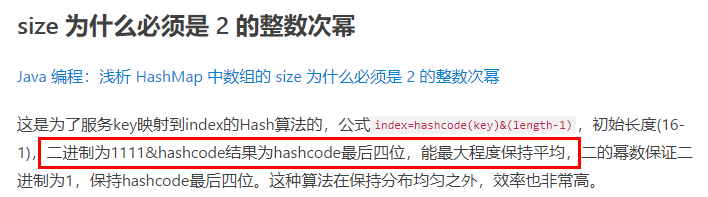 size 为什么必须是 2 的整数次幂
Java 编程：浅析 HashMap 中数组的 size 为什么必须是 2 的整数次幂
这是为了服务key映射到index的Hash算法的，公式 index=hashcode(key)&(length-1) ，初始长度(16-
1)，二进制为1111&hashcode结果为hashcode最后四位，能最大程度保持平均，二的幂数保证二
进制为1，保持hashcode最后四位。这种算法在保持分布均匀之外，效率也非常高。